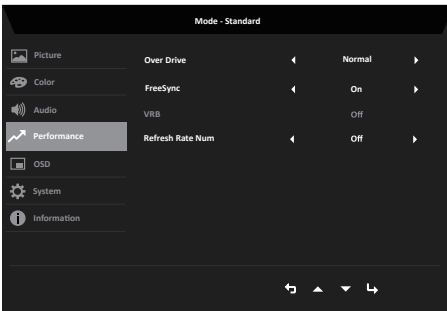 Mode - Standard
Picture
Color
Audio
Performance
OSD
System
Information
Over Drive Normal
FreeSync On
VRB Off
Refresh Rate Num Off